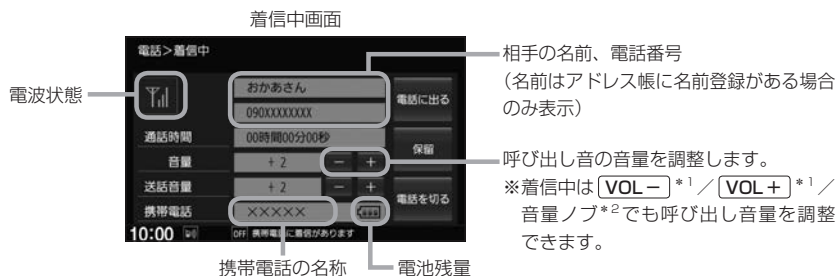 着信中画面
電話>着信中
電波状態
おかあさん
090XXXXXXXX
電話に出る
相手の名前、電話番号
(名前はアドレス帳に名前登録がある場合
のみ表示)
通話時間 00時間00分00秒
保留
音量 +2 − +
呼び出し音の音量を調整します。
送話音量 +2 − +
※着信中は VOL− *1/ VOL+ *1/
音量ノブ*2でも呼び出し音量を調整
できます。
電話を切る
携帯電話 ×××××
10:00 OFF 携帯電話に着信があります
携帯電話の名称
電池残量